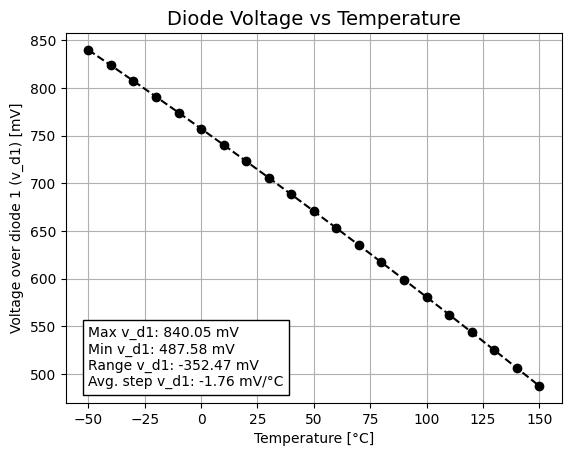 Diode Voltage vs Temperature
Voltage over diode 1 (v_d1) [mV]
850
800
750
700
650
600
550
500
Max v_d1: 840.05 mV
Min v_d1: 487.58 mV
Range v_d1: -352.47 mV
Avg. step v_d1: -1.76 mV/°C
−50
−25
0
25
50
75
100
125
150
Temperature [°C]